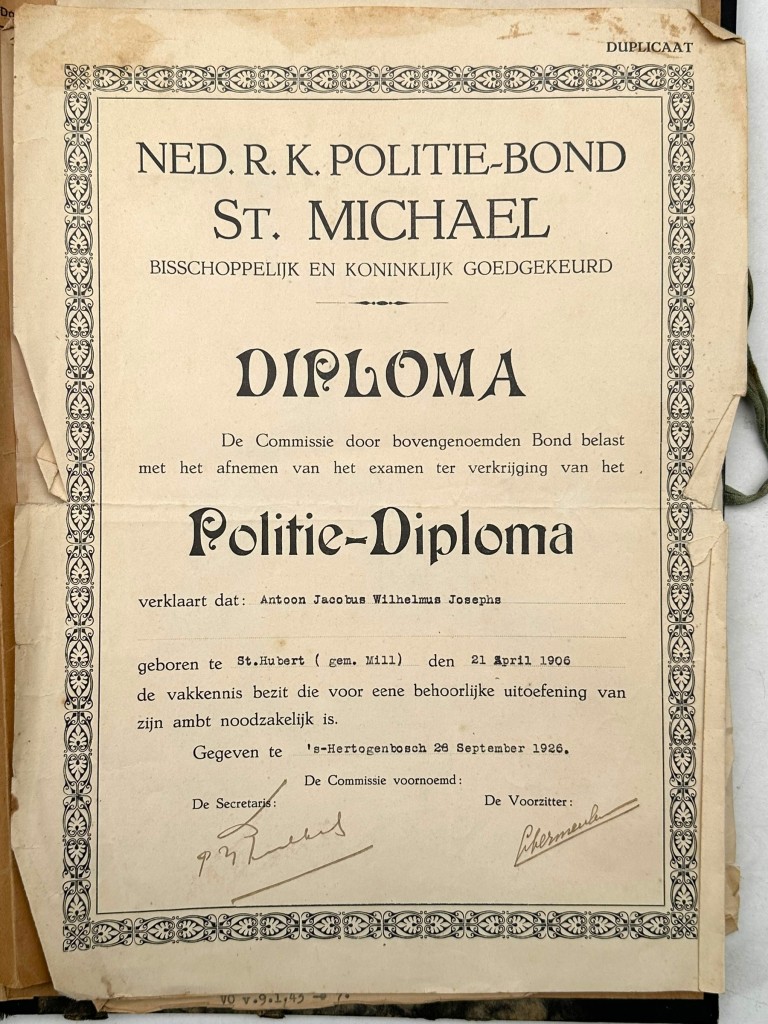 DUPLICAAT
NED. R. K. POLITIE-BOND
ST. MICHAEL
BISSCHOPPELIJK EN KONINKLIJK GOEDGEKEURD
DIPLOMA
De Commissie door bovengenoemden Bond belast
met het afnemen van het examen ter verkrijging van het
Politie-Diploma
verklaart dat: Antoon Jacobus Wilhelmus Josephs
geboren te St.Hubert ( gem. Mill) den 21 April 1906
de vakkennis bezit die voor eene behoorlijke uitoefening van
zijn ambt noodzakelijk is.
Gegeven te 's-Hertogenbosch 28 September 1926.
De Commissie voornoemd:
De Secretaris: De Voorzitter: